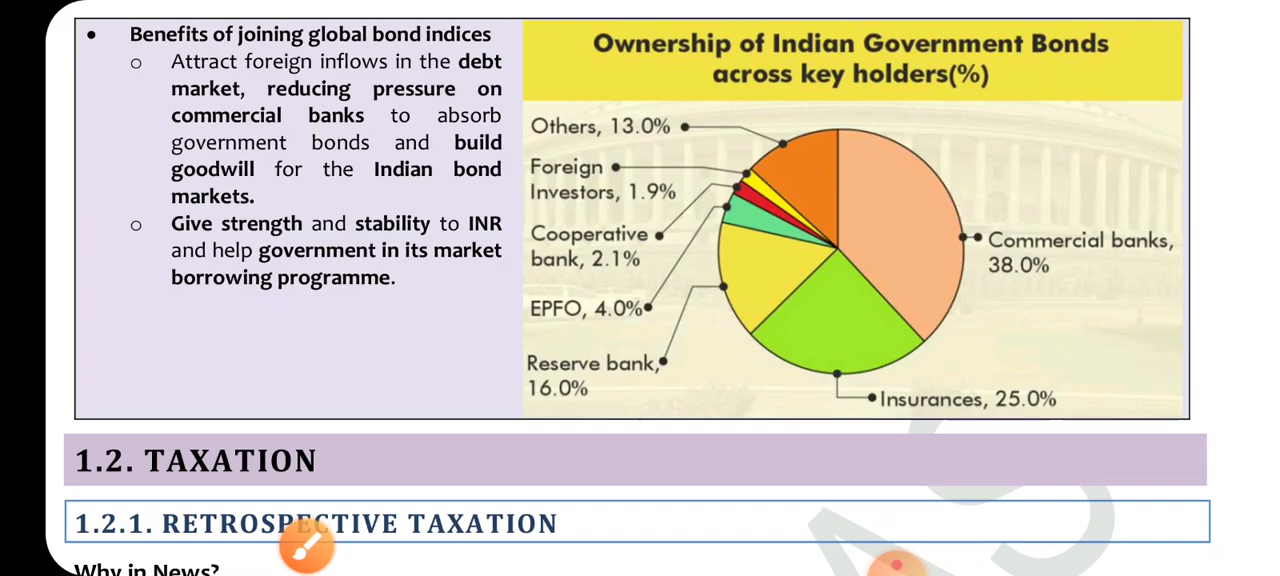 • Benefits of joining global bond indices
o Attract foreign inflows in the debt
market, reducing pressure on
commercial banks to absorb
government bonds and build
goodwill for the Indian bond
markets.
o Give strength and stability to INR
and help government in its market
borrowing programme.
Ownership of Indian Government Bonds
across key holders(%)
Others, 13.0%
Foreign
Investors, 1.9%
Cooperative
bank, 2.1%
EPFO, 4.0%
Reserve bank,
16.0%
Commercial banks,
38.0%
Insurances, 25.0%
1.2. TAXATION
1.2.1. RETROSPECTIVE TAXATION
Why in News?